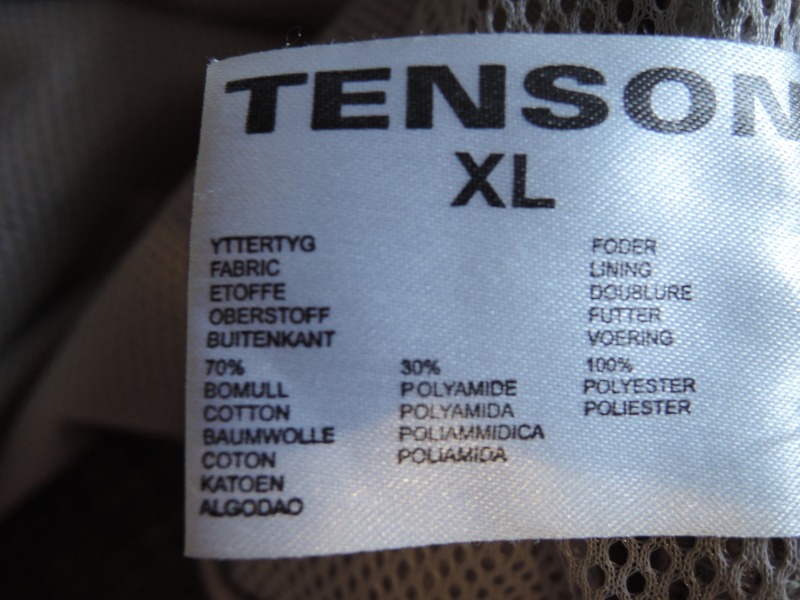 TENSON
XL
YTTERTYG FODER
FABRIC LINING
ETOFFE DOUBLURE
OBERSTOFF FUTTER
BUITENKANT VOERING
70% 30% 100%
BOMULL POLYAMIDE POLYESTER
COTTON POLYAMIDA POLIESTER
BAUMWOLLE POLIAMMIDICA
COTON POLIAMIDA
KATOEN
ALGODAO